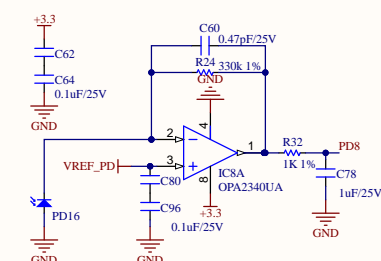 +3.3
C60
0.47pF/25V
C62
R24 330k 1%
GND
C64
0.1uF/25V
GND
4
2
1
R32
PD8
VREF_PD
3
1K 1%
C80
IC8A
C78
OPA2340UA
8
1uF/25V
C96
PD16
+3.3
0.1uF/25V
GND
GND
GND